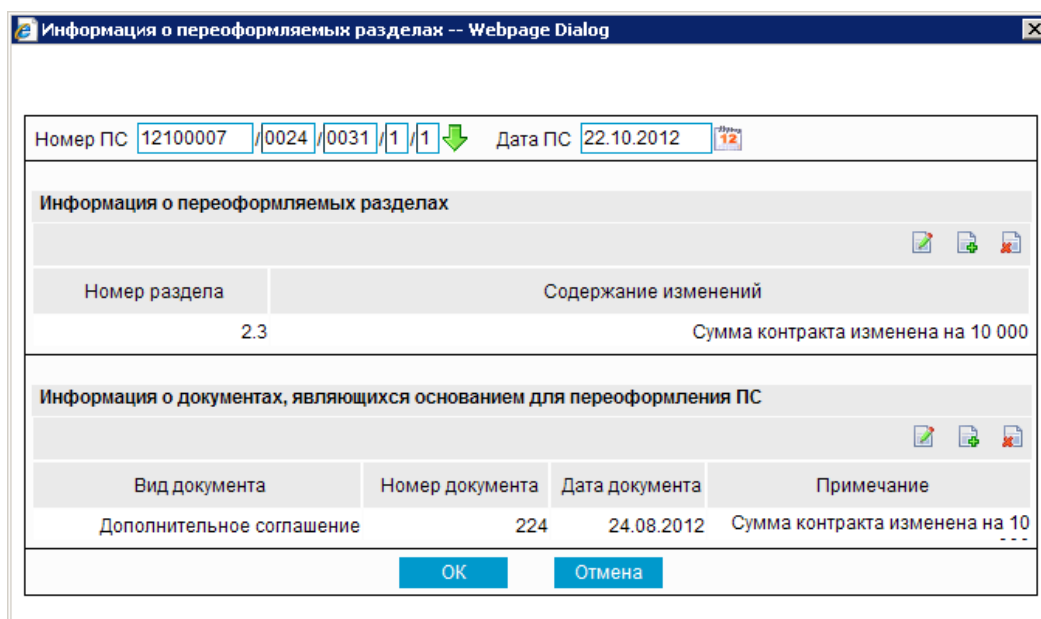 Информация о переоформляемых разделах -- Webpage Dialog
Номер ПС 12100007 /0024 /0031 /1 /1 Дата ПС 22.10.2012 12
Информация о переоформляемых разделах
Номер раздела Содержание изменений
2.3 Сумма контракта изменена на 10 000
Информация о документах, являющихся основанием для переоформления ПС
Вид документа Номер документа Дата документа Примечание
Дополнительное соглашение 224 24.08.2012 Сумма контракта изменена на 10
ОК Отмена